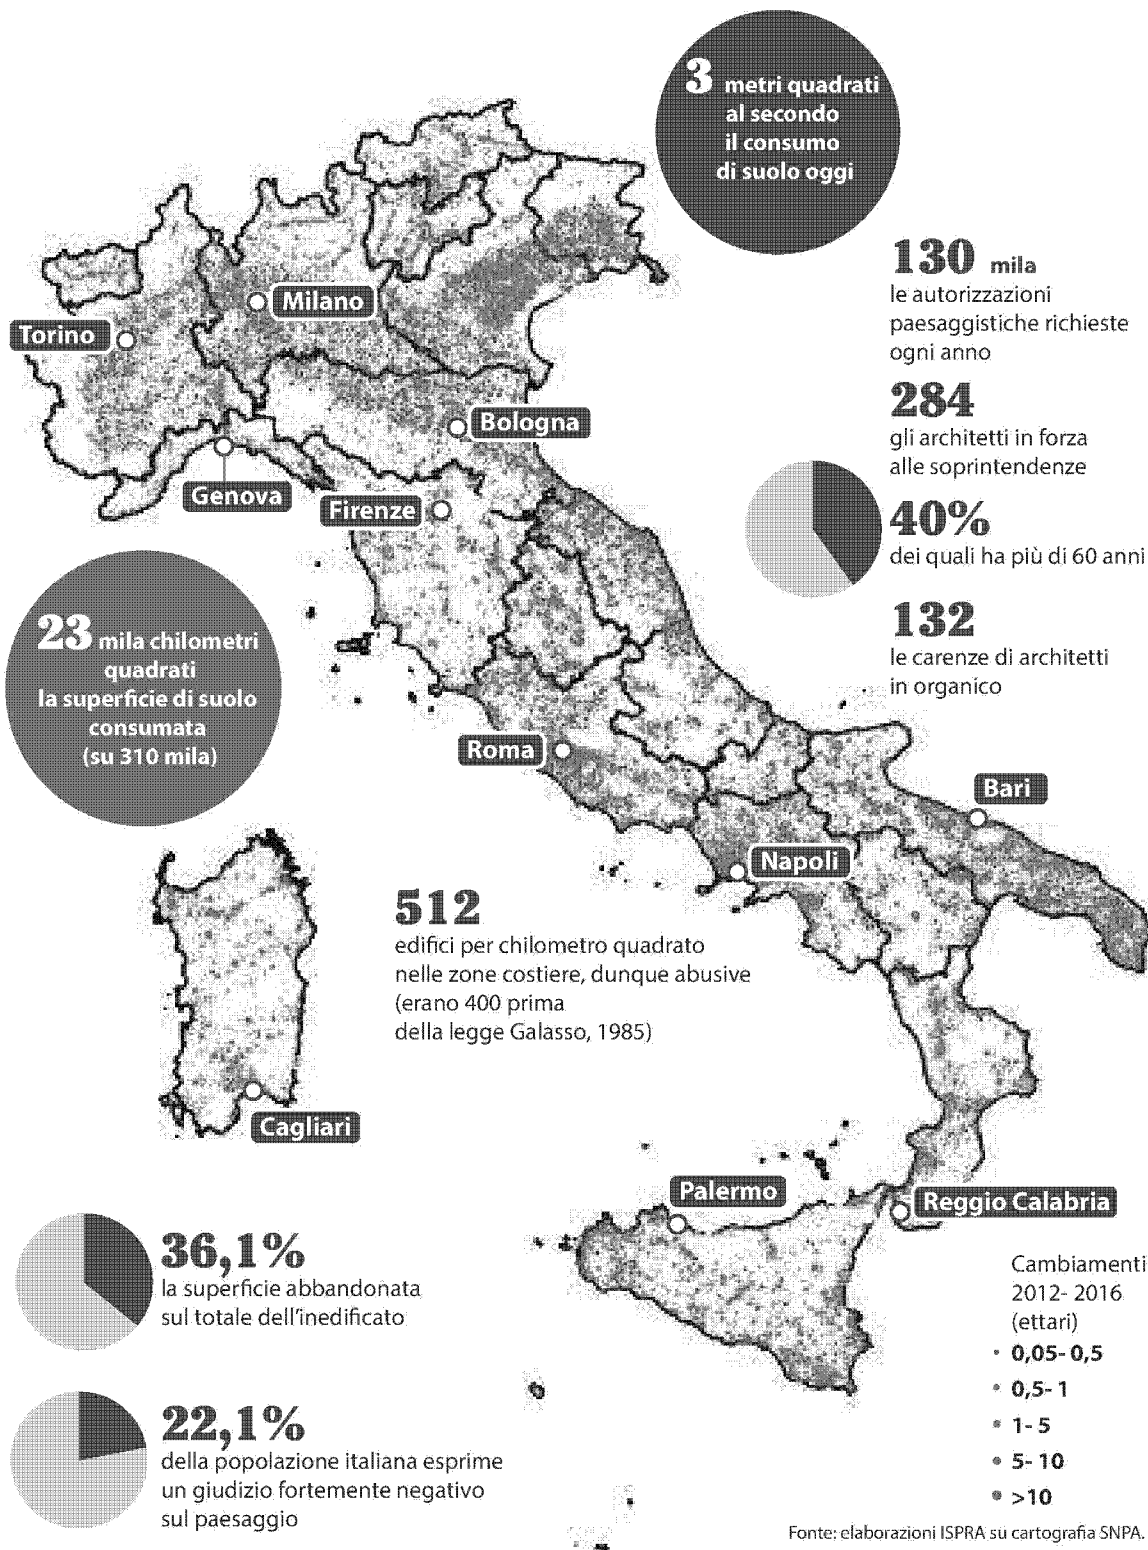 3 metri quadrati
al secondo
il consumo
di suolo oggi
130 mila
le autorizzazioni
paesaggistiche richieste
ogni anno
284
gli architetti in forza
alle soprintendenze
40%
dei quali ha più di 60 anni
132
le carenze di architetti
in organico
Milano
Torino
Bologna
Genova
Firenze
23 mila chilometri
quadrati
la superficie di suolo
consumata
(su 310 mila)
Roma
Bari
Napoli
512
edifici per chilometro quadrato
nelle zone costiere, dunque abusive
(erano 400 prima
della legge Galasso, 1985)
Cagliari
Palermo
Reggio Calabria
36,1%
la superficie abbandonata
sul totale dell'inedificato
22,1%
della popolazione italiana esprime
un giudizio fortemente negativo
sul paesaggio
Cambiamenti
2012- 2016
(ettari)
0,05- 0,5
0,5- 1
1- 5
5- 10
>10
Fonte: elaborazioni ISPRA su cartografia SNPA.